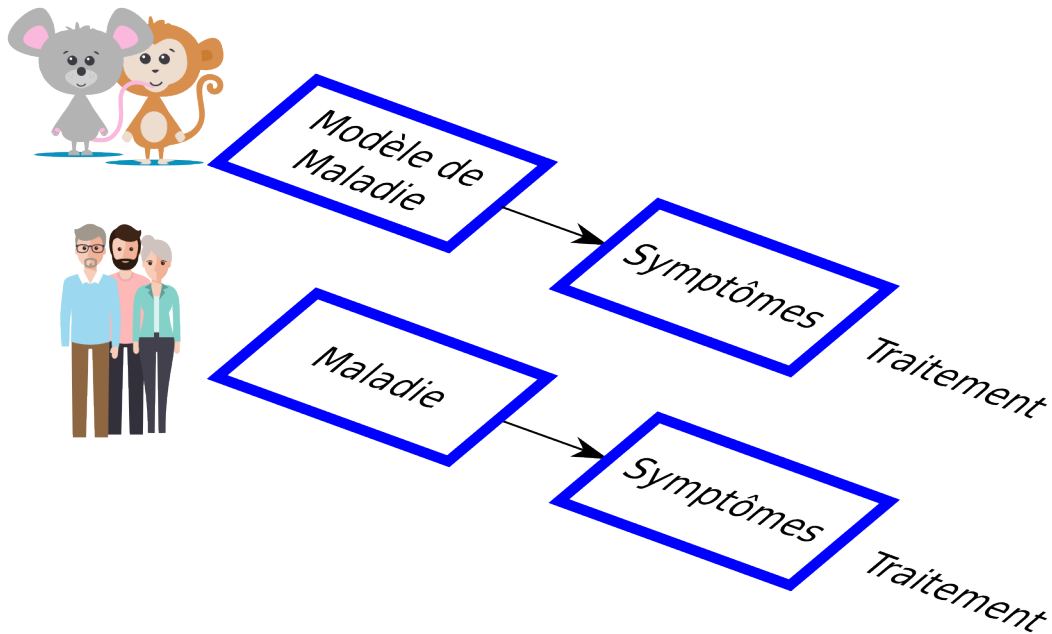 Modèle de
Maladie
Symptômes
Traitement
Maladie
Symptômes
Traitement